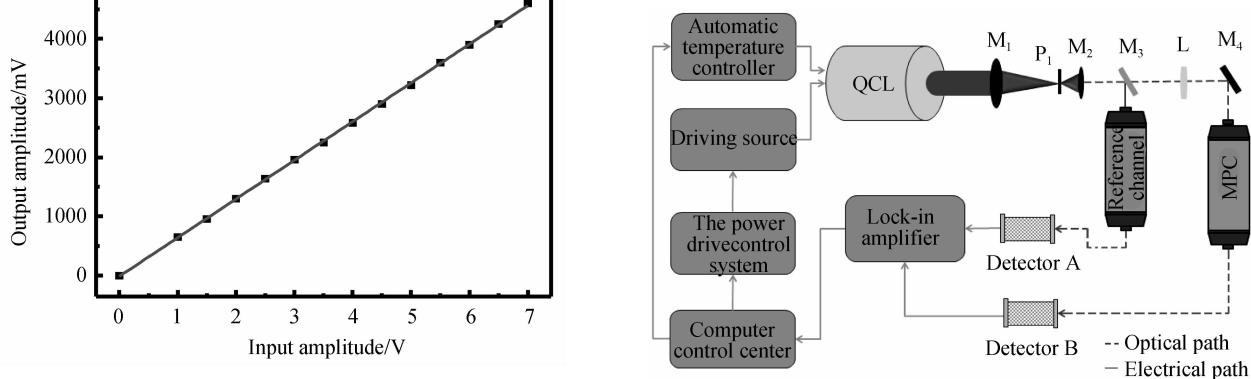 Output amplitude/mV
4000
3000
2000
1000
0
0 1 2 3 4 5 6 7
Input amplitude/V
Automatic
temperature
controller
Driving source
The power
drivecontrol
system
Computer
control center
QCL
M1
P1
M2
M3
L
M4
Reference
channel
MPC
Lock-in
amplifier
Detector A
Detector B
Optical path
Electrical path